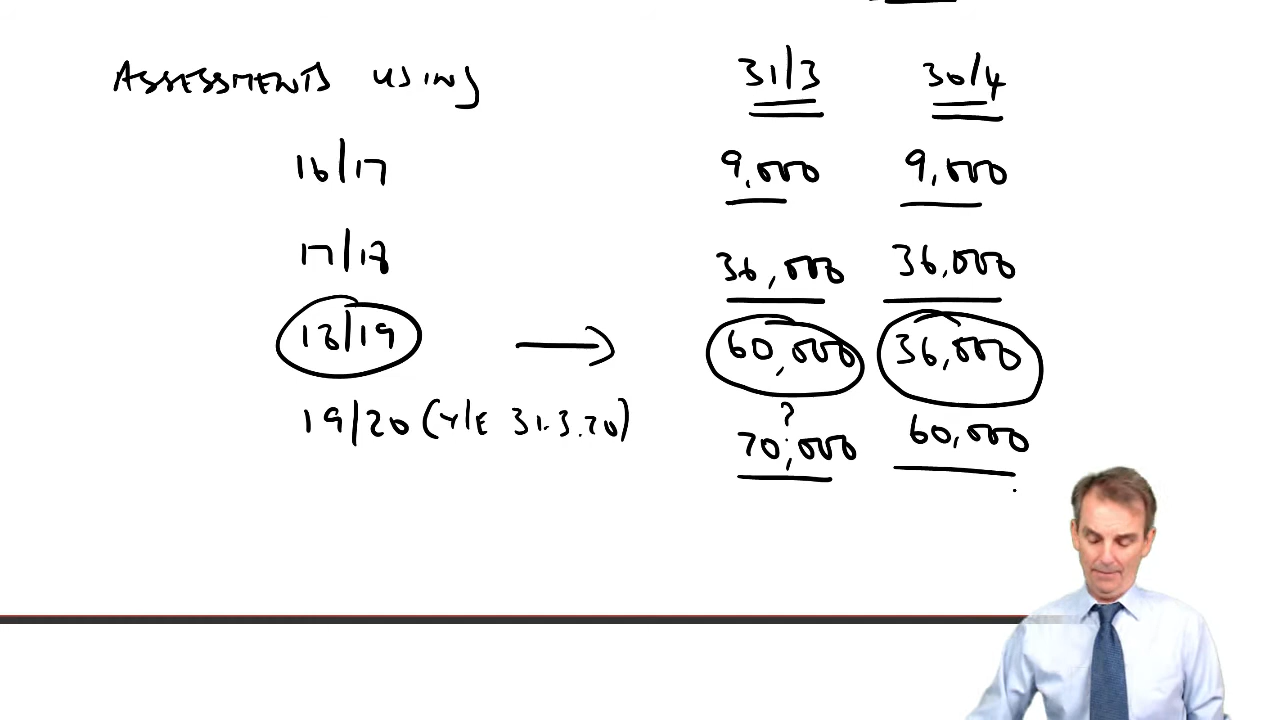 ASSESSMENTS USING 31/3 30/4
16/17 9,000 9,000
17/18 36,000 36,000
18/19 → 60,000 36,000
19/20 (Y/E 31.3.20) 70,000 ? 60,000